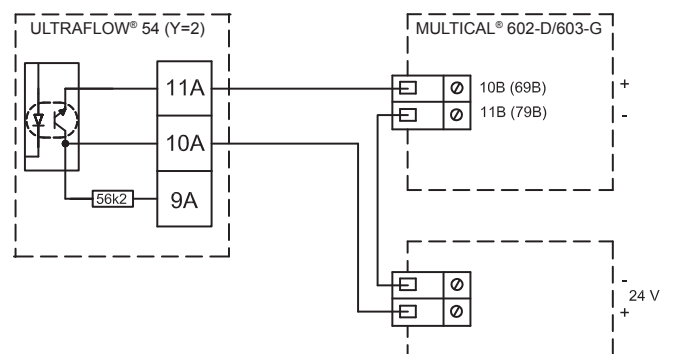 ULTRAFLOW® 54 (Y=2)
MULTICAL® 602-D/603-G
11A
10B (69B)
+
11B (79B)
-
10A
56k2
9A
-
24 V
+